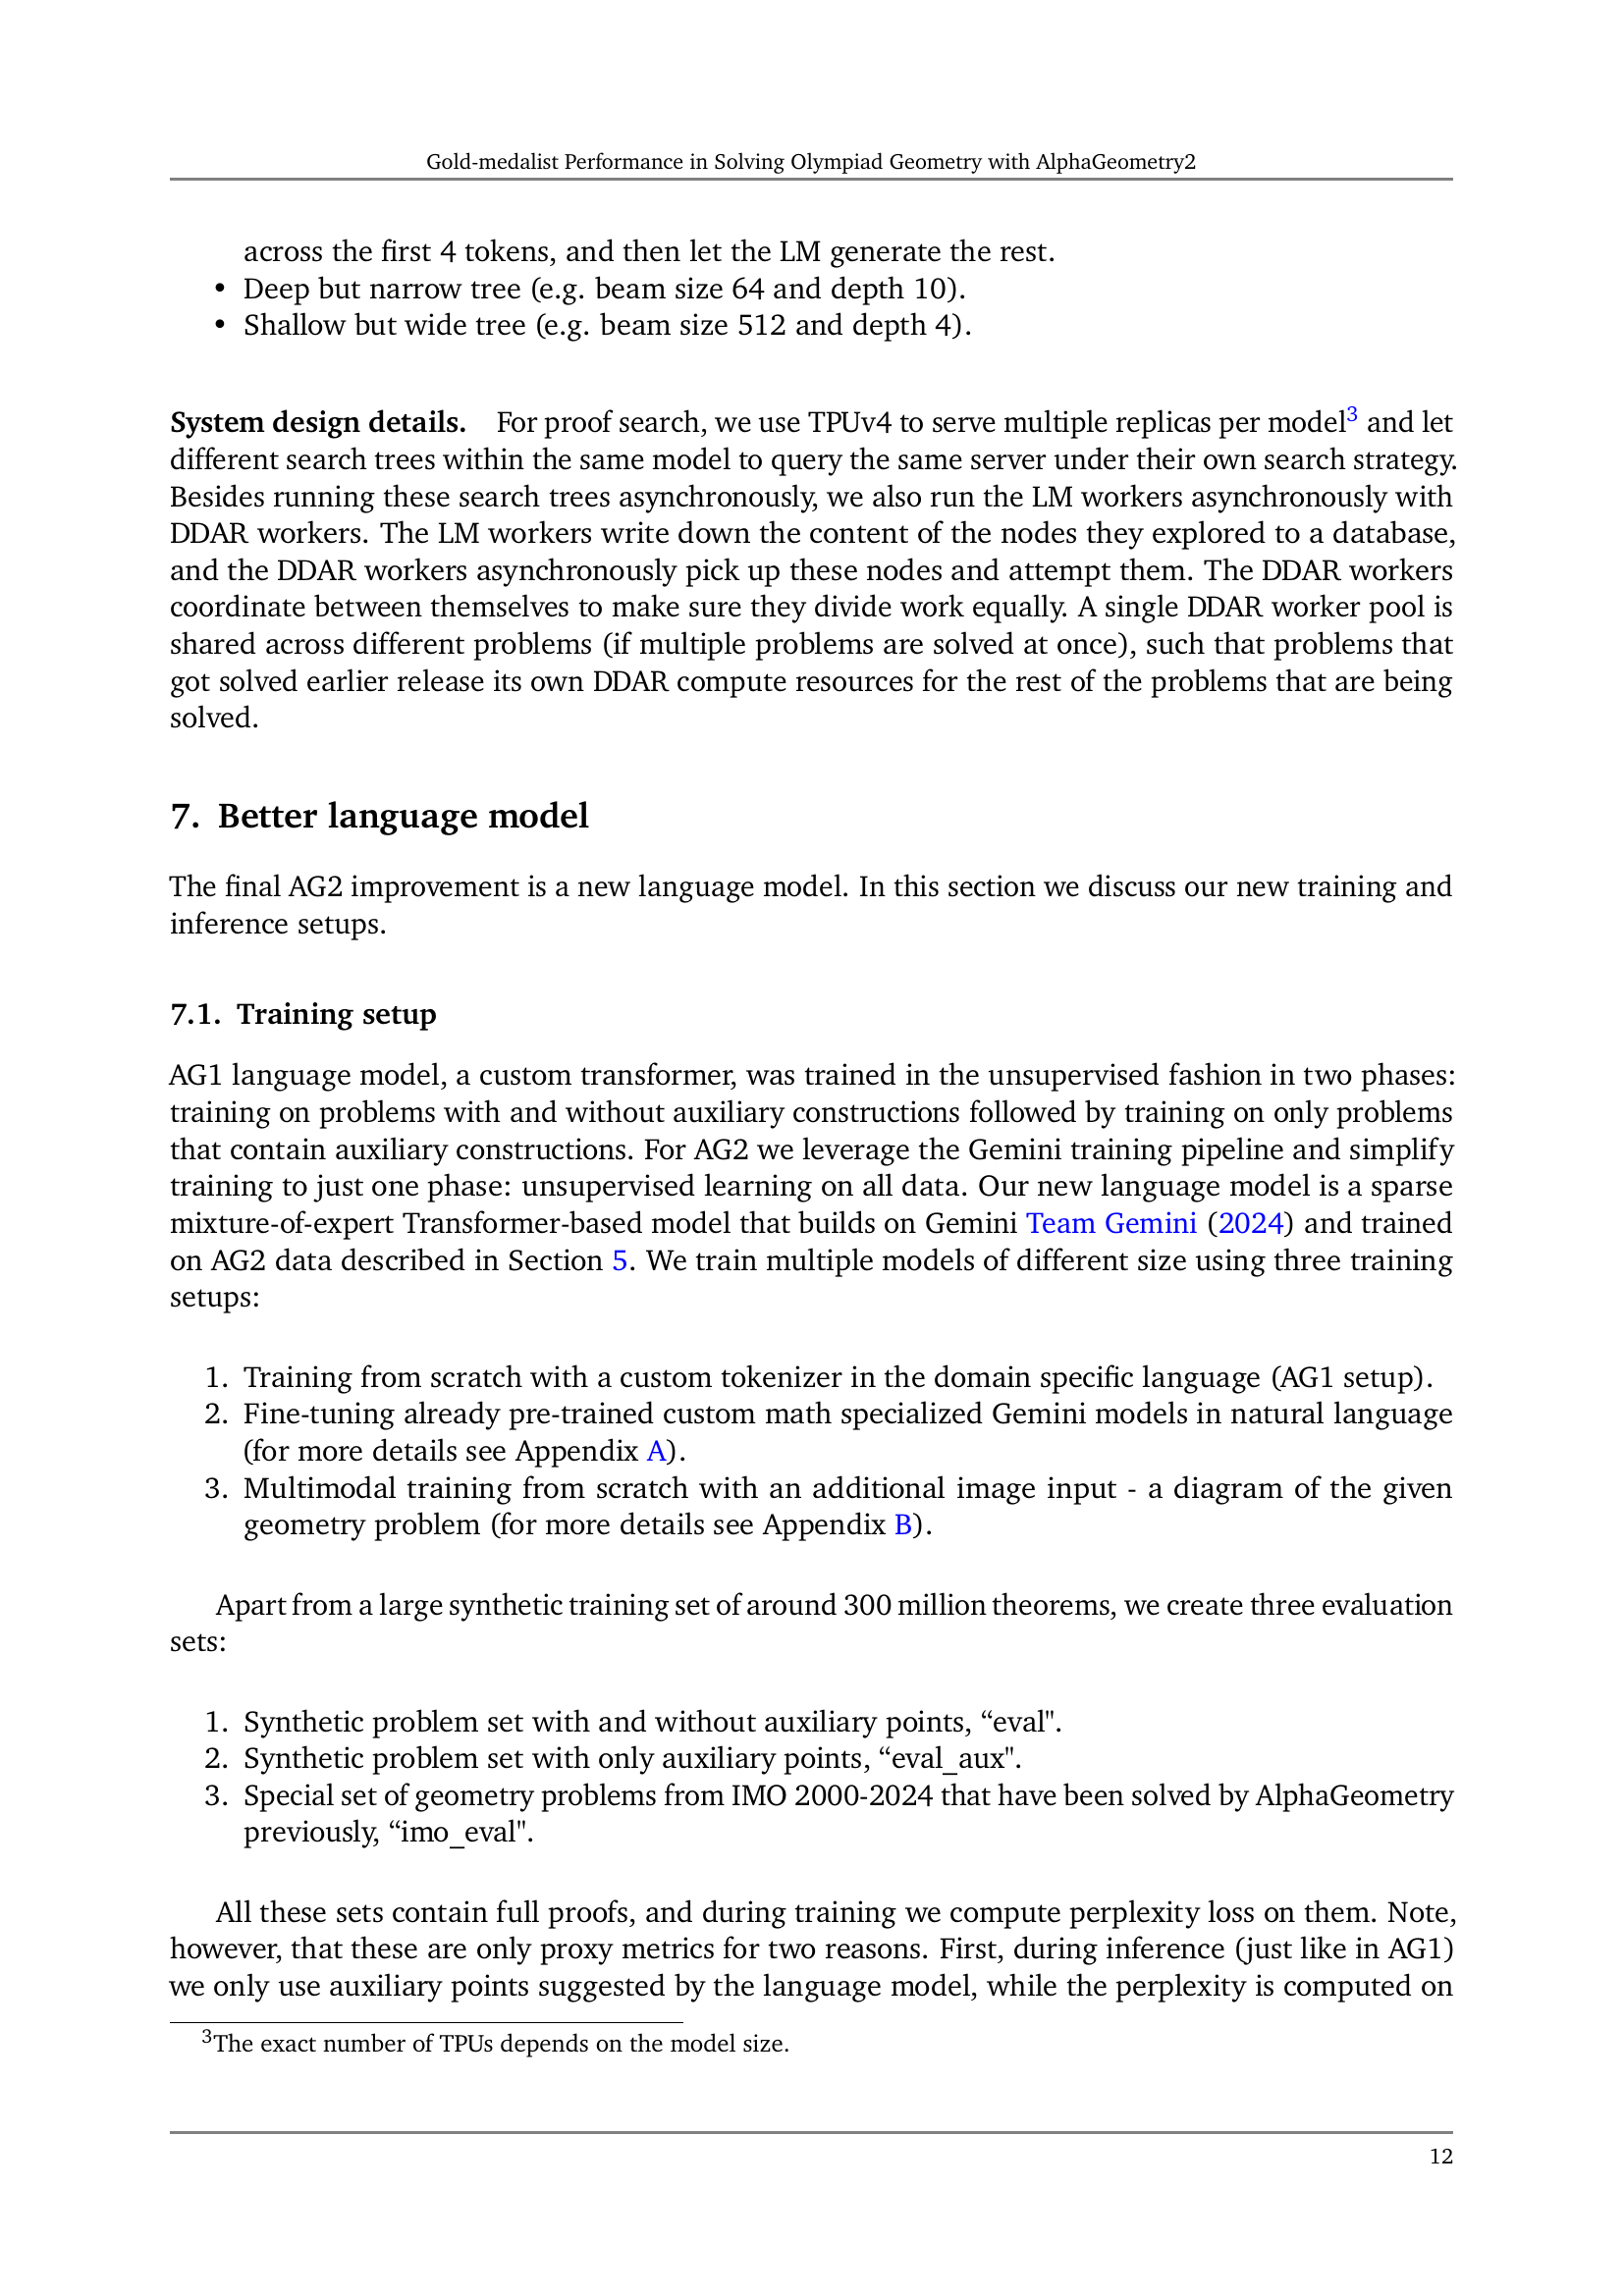 Gold-medalist Performance in Solving Olympiad Geometry with AlphaGeometry2
across the first 4 tokens, and then let the LM generate the rest.
• Deep but narrow tree (e.g. beam size 64 and depth 10).
• Shallow but wide tree (e.g. beam size 512 and depth 4).
System design details. For proof search, we use TPUv4 to serve multiple replicas per model3 and let
different search trees within the same model to query the same server under their own search strategy.
Besides running these search trees asynchronously, we also run the LM workers asynchronously with
DDAR workers. The LM workers write down the content of the nodes they explored to a database,
and the DDAR workers asynchronously pick up these nodes and attempt them. The DDAR workers
coordinate between themselves to make sure they divide work equally. A single DDAR worker pool is
shared across different problems (if multiple problems are solved at once), such that problems that
got solved earlier release its own DDAR compute resources for the rest of the problems that are being
solved.
7. Better language model
The final AG2 improvement is a new language model. In this section we discuss our new training and
inference setups.
7.1. Training setup
AG1 language model, a custom transformer, was trained in the unsupervised fashion in two phases:
training on problems with and without auxiliary constructions followed by training on only problems
that contain auxiliary constructions. For AG2 we leverage the Gemini training pipeline and simplify
training to just one phase: unsupervised learning on all data. Our new language model is a sparse
mixture-of-expert Transformer-based model that builds on Gemini Team Gemini (2024) and trained
on AG2 data described in Section 5. We train multiple models of different size using three training
setups:
1. Training from scratch with a custom tokenizer in the domain specific language (AG1 setup).
2. Fine-tuning already pre-trained custom math specialized Gemini models in natural language
(for more details see Appendix A).
3. Multimodal training from scratch with an additional image input - a diagram of the given
geometry problem (for more details see Appendix B).
Apart from a large synthetic training set of around 300 million theorems, we create three evaluation
sets:
1. Synthetic problem set with and without auxiliary points, “eval".
2. Synthetic problem set with only auxiliary points, “eval_aux".
3. Special set of geometry problems from IMO 2000-2024 that have been solved by AlphaGeometry
previously, “imo_eval".
All these sets contain full proofs, and during training we compute perplexity loss on them. Note,
however, that these are only proxy metrics for two reasons. First, during inference (just like in AG1)
we only use auxiliary points suggested by the language model, while the perplexity is computed on
3The exact number of TPUs depends on the model size.
12